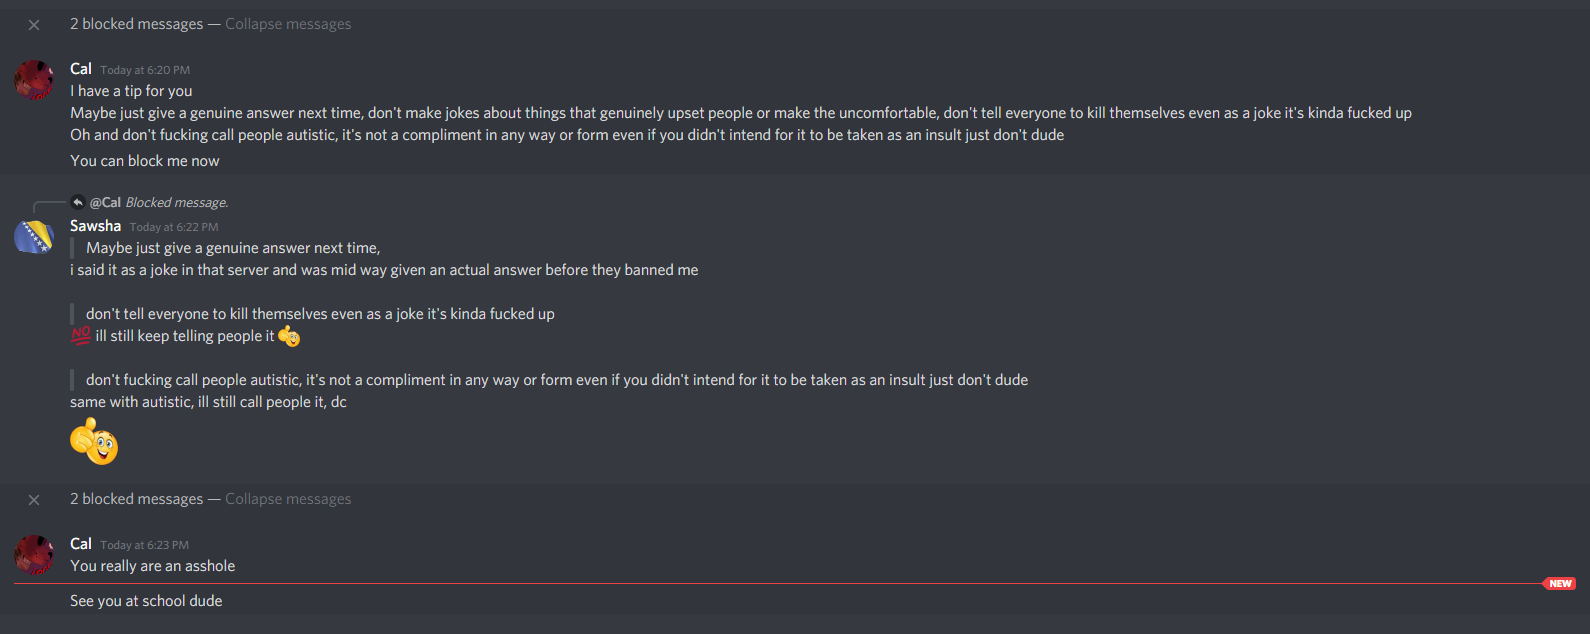 2 blocked messages — Collapse messages
Cal Today at 6:20 PM
I have a tip for you
Maybe just give a genuine answer next time, don't make jokes about things that genuinely upset people or make the uncomfortable, don't tell everyone to kill themselves even as a joke it's kinda fucked up
Oh and don't fucking call people autistic, it's not a compliment in any way or form even if you didn't intend for it to be taken as an insult just don't dude
You can block me now
@Cal Blocked message.
Sawsha Today at 6:22 PM
Maybe just give a genuine answer next time,
i said it as a joke in that server and was mid way given an actual answer before they banned me
don't tell everyone to kill themselves even as a joke it's kinda fucked up
NO ill still keep telling people it
don't fucking call people autistic, it's not a compliment in any way or form even if you didn't intend for it to be taken as an insult just don't dude
same with autistic, ill still call people it, dc
2 blocked messages — Collapse messages
Cal Today at 6:23 PM
You really are an asshole
NEW
See you at school dude